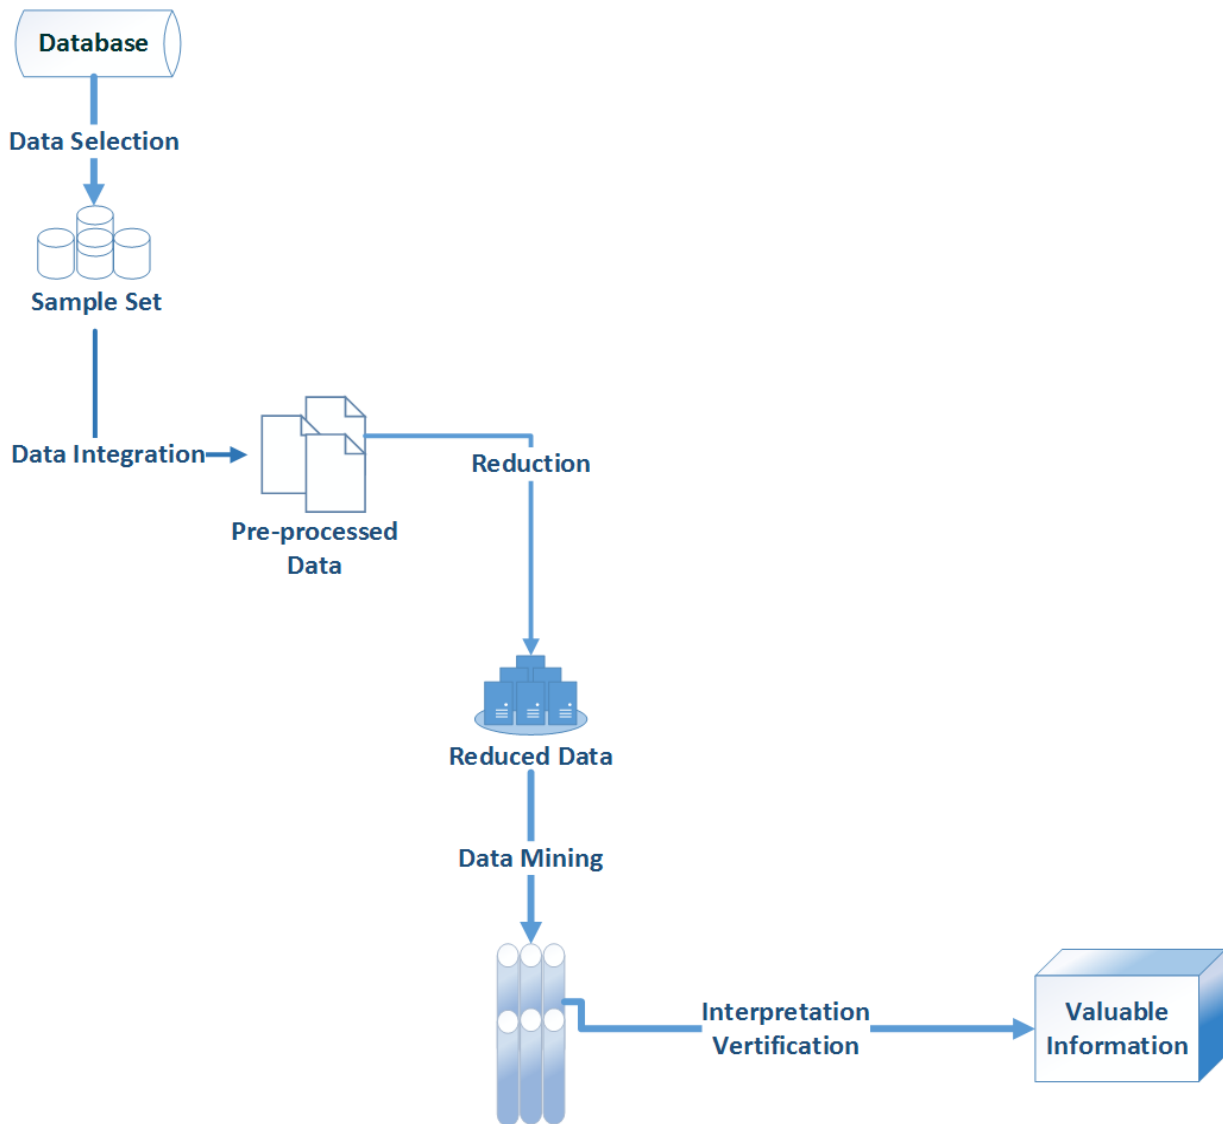 Database
Data Selection
Sample Set
Data Integration
Pre-processed
Data
Reduction
Reduced Data
Data Mining
Interpretation
Vertification
Valuable
Information